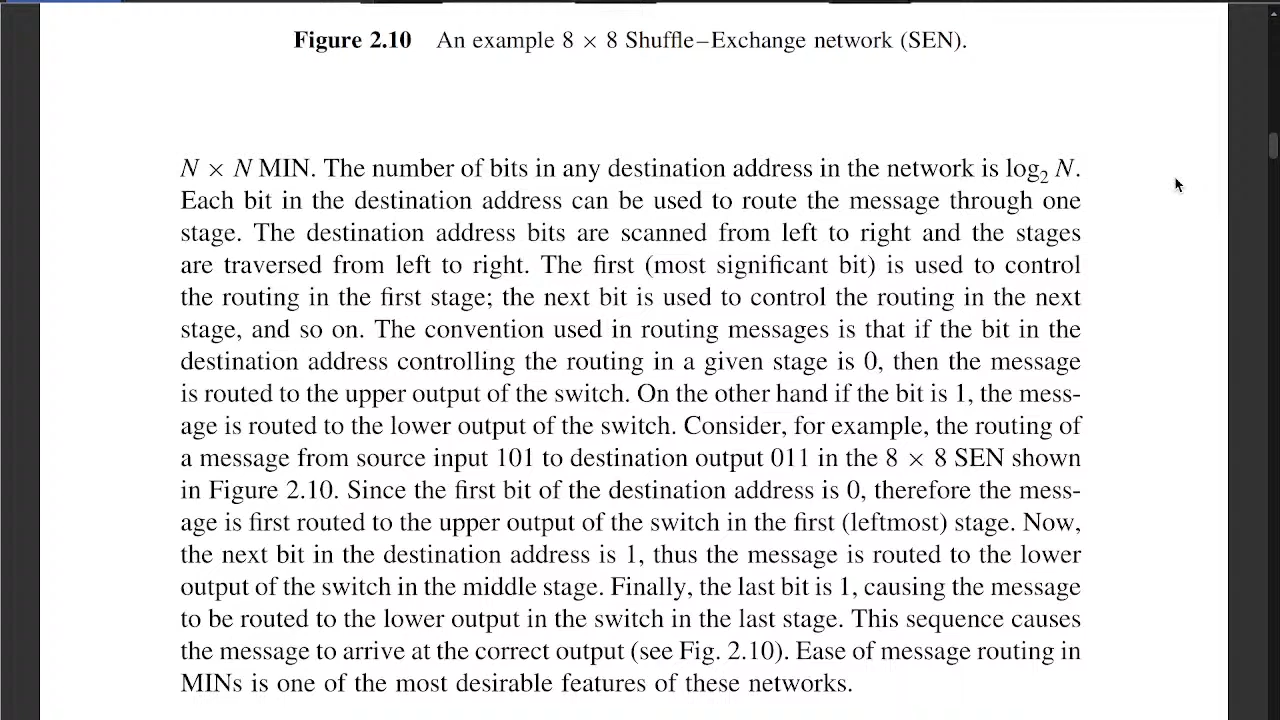 Figure 2.10 An example 8 × 8 Shuffle–Exchange network (SEN).
N × N MIN. The number of bits in any destination address in the network is log₂ N.
Each bit in the destination address can be used to route the message through one
stage. The destination address bits are scanned from left to right and the stages
are traversed from left to right. The first (most significant bit) is used to control
the routing in the first stage; the next bit is used to control the routing in the next
stage, and so on. The convention used in routing messages is that if the bit in the
destination address controlling the routing in a given stage is 0, then the message
is routed to the upper output of the switch. On the other hand if the bit is 1, the mess-
age is routed to the lower output of the switch. Consider, for example, the routing of
a message from source input 101 to destination output 011 in the 8 × 8 SEN shown
in Figure 2.10. Since the first bit of the destination address is 0, therefore the mess-
age is first routed to the upper output of the switch in the first (leftmost) stage. Now,
the next bit in the destination address is 1, thus the message is routed to the lower
output of the switch in the middle stage. Finally, the last bit is 1, causing the message
to be routed to the lower output in the switch in the last stage. This sequence causes
the message to arrive at the correct output (see Fig. 2.10). Ease of message routing in
MINs is one of the most desirable features of these networks.